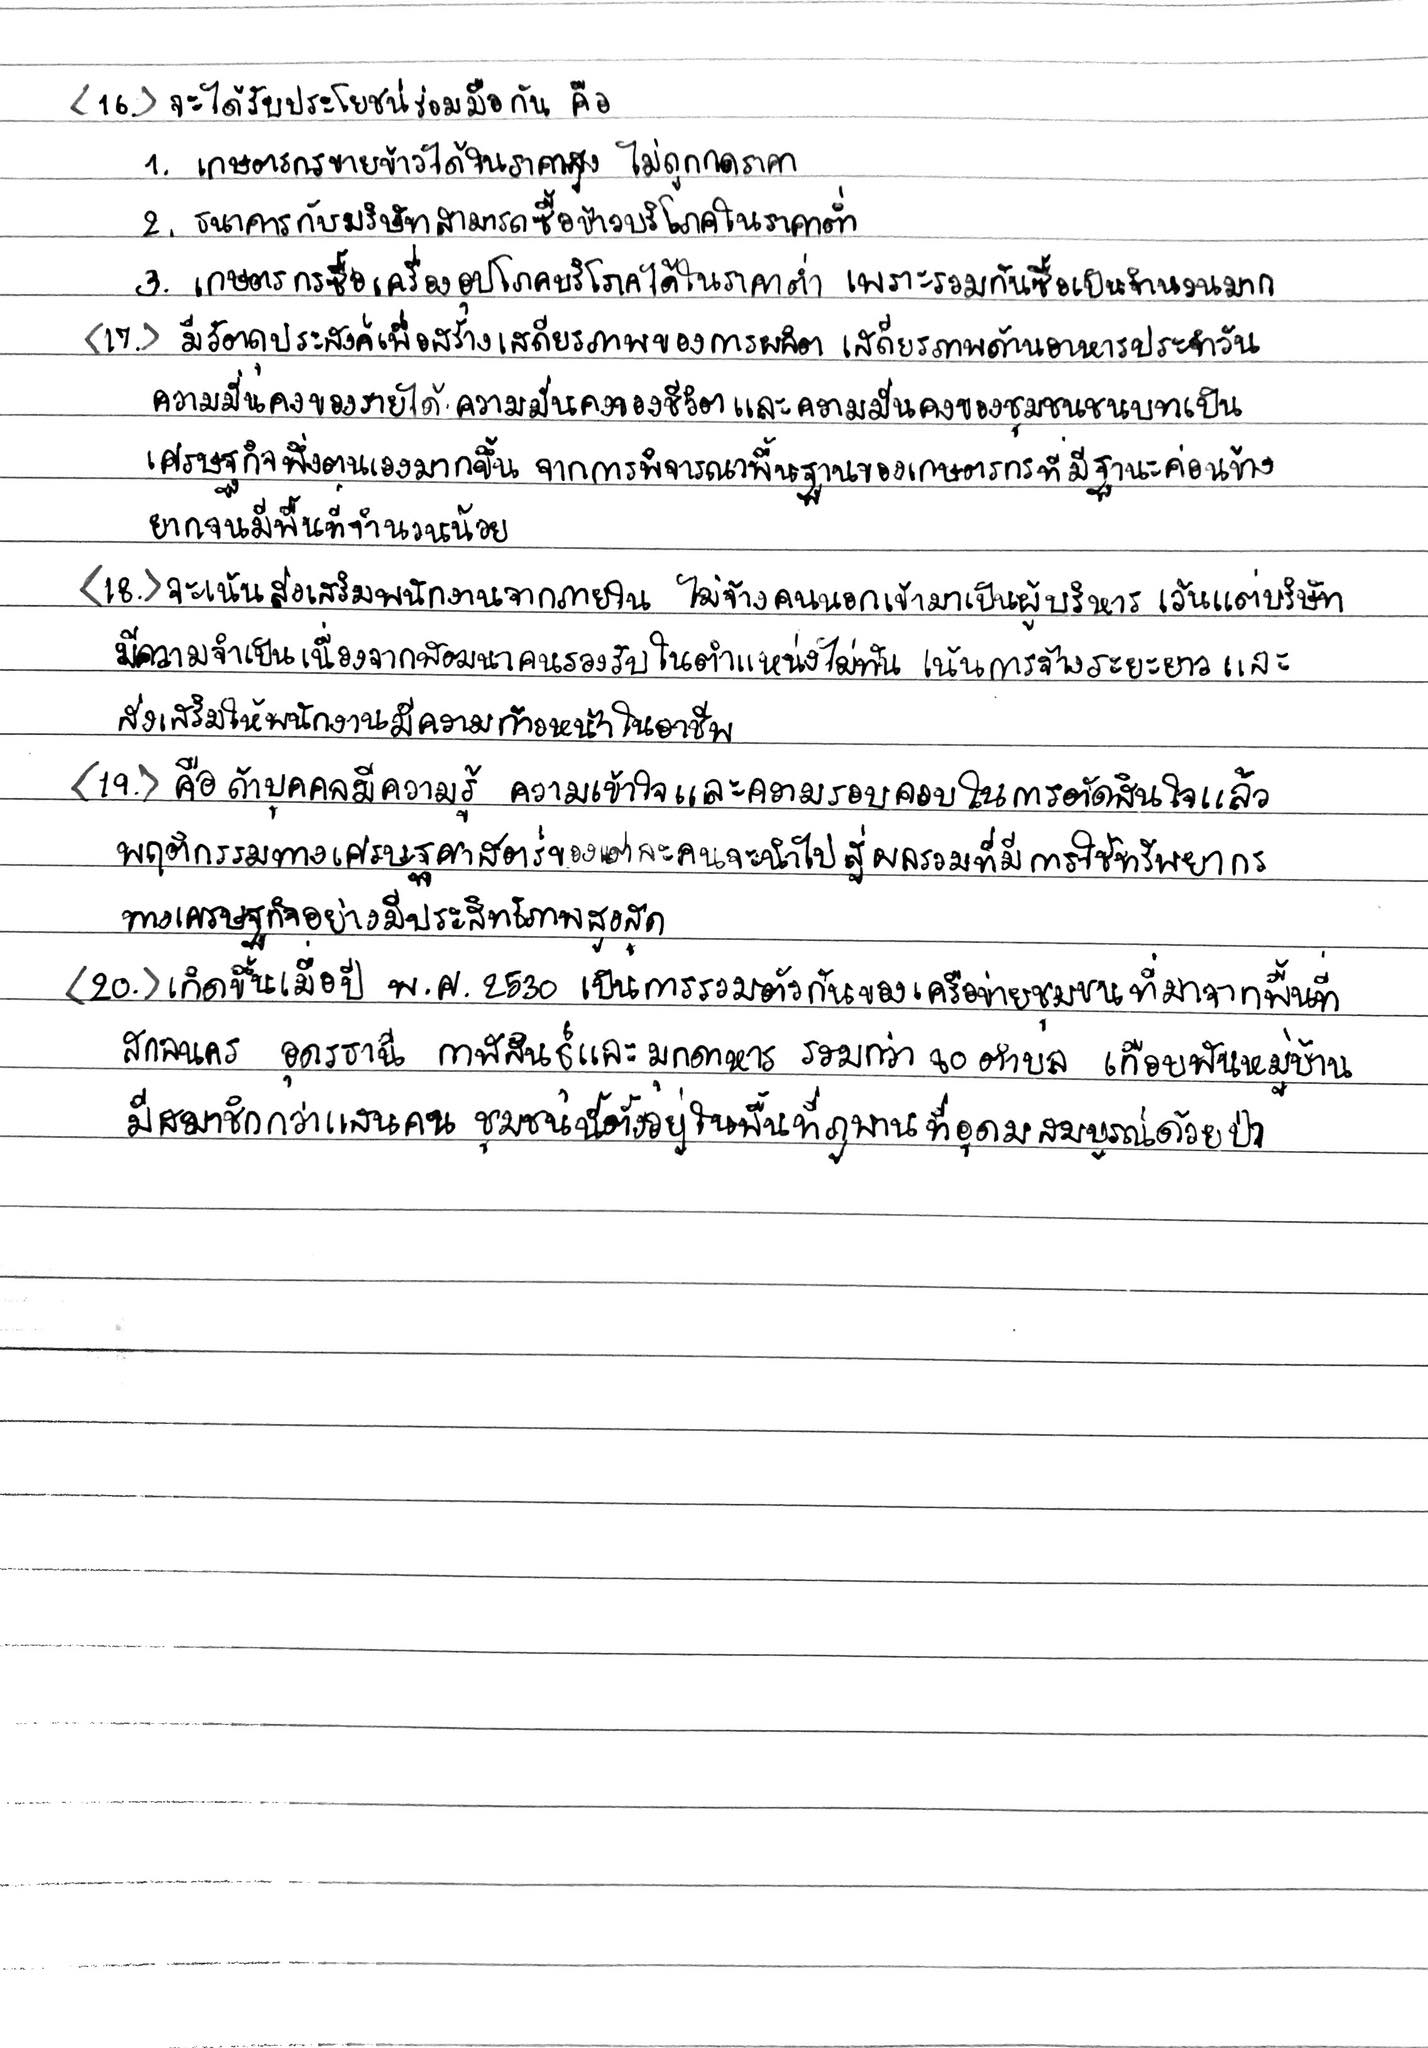 (16.) จะได้รับประโยชน์ร่วมมือกัน คือ
1. เกษตรกรขายข้าวได้ในราคาสูง ไม่ถูกกดราคา
2. ธนาคารกับบริษัทสามารถซื้อข้าวบริโภคในราคาต่ำ
3. เกษตรกรซื้อเครื่องอุปโภคบริโภคได้ในราคาต่ำ เพราะรวมกันซื้อเป็นจำนวนมาก
(17.) มีวัตถุประสงค์เพื่อสร้างเสถียรภาพของการผลิต เสถียรภาพด้านอาหารประจำวัน
ความมั่นคงของรายได้ ความมั่นคงของชีวิตและความมั่นคงของชุมชนชนบทเป็น
เศรษฐกิจพึ่งตนเองมากขึ้น จากการพิจารณาพื้นฐานของเกษตรกรที่มีฐานะค่อนข้าง
ยากจนมีพื้นที่จำนวนน้อย
(18.) จะเน้นส่งเสริมพนักงานจากภายใน ไม่จ้างคนนอกเข้ามาเป็นผู้บริหาร เว้นแต่บริษัท
มีความจำเป็นเนื่องจากพัฒนาคนรองรับในตำแหน่งไม่ทัน เน้นการจ้างระยะยาวและ
ส่งเสริมให้พนักงานมีความก้าวหน้าในอาชีพ
(19.) คือ ถ้าบุคคลมีความรู้ ความเข้าใจและความรอบคอบในการตัดสินใจแล้ว
พฤติกรรมทางเศรษฐศาสตร์ของแต่ละคนจะนำไปสู่ผลรวมที่มีการใช้ทรัพยากร
ทางเศรษฐกิจอย่างมีประสิทธิภาพสูงสุด
(20.) เกิดขึ้นเมื่อปี พ.ศ. 2530 เป็นการรวมตัวกันของเครือข่ายชุมชนที่มาจากพื้นที่
สกลนคร อุดรธานี กาฬสินธุ์และมุกดาหาร รวมกว่า ๖๐ ตำบล เกือบพันหมู่บ้าน
มีสมาชิกกว่าแสนคน ชุมชนนี้ตั้งอยู่ในพื้นที่ภูพานที่อุดมสมบูรณ์ด้วยป่า